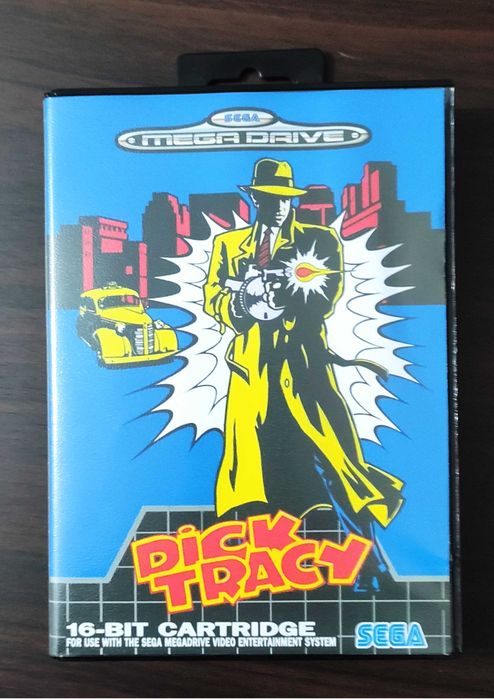 SEGA
MEGA DRIVE
DiCK
TRACY
16-BIT CARTRIDGE
FOR USE WITH THE SEGA MEGADRIVE VIDEO ENTERTAINMENT SYSTEM
SEGA